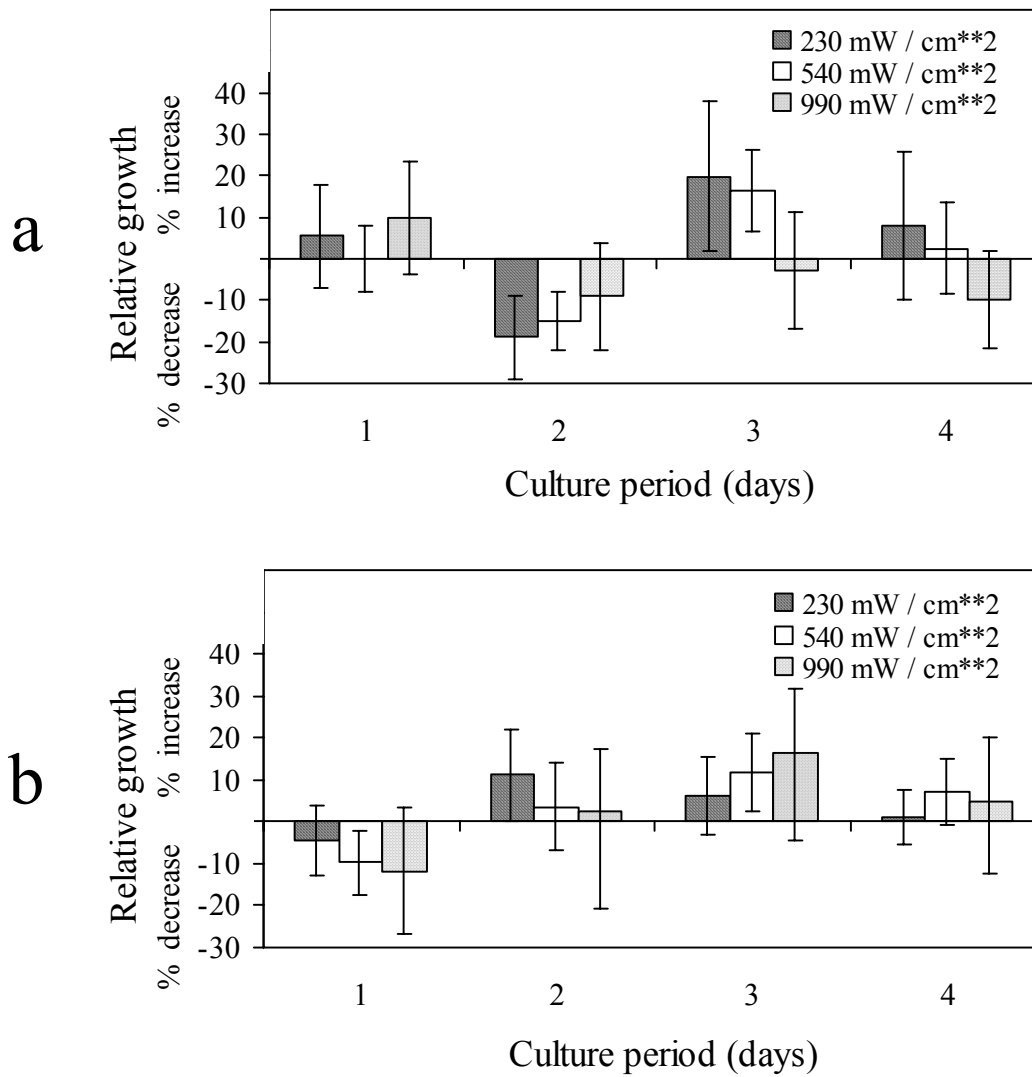 a
230 mW / cm**2
540 mW / cm**2
990 mW / cm**2
Relative growth
% decrease % increase
40
30
20
10
-10
-20
-30
1 2 3 4
Culture period (days)
b
230 mW / cm**2
540 mW / cm**2
990 mW / cm**2
Relative growth
% decrease % increase
40
30
20
10
-10
-20
-30
1 2 3 4
Culture period (days)